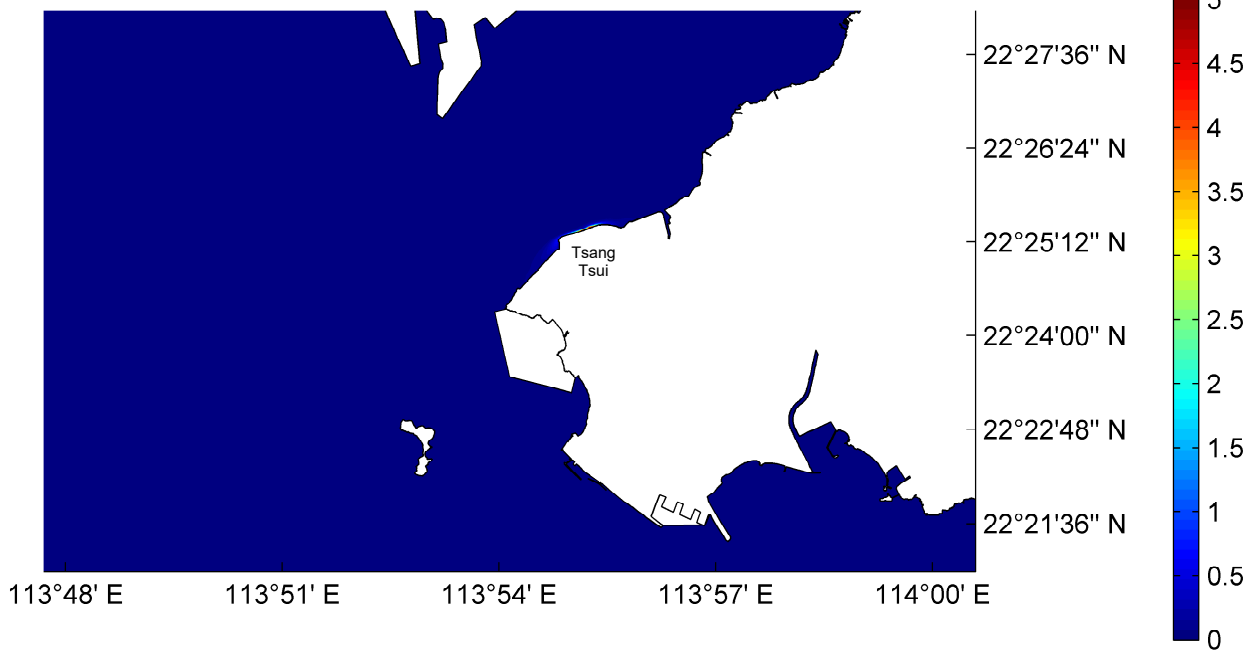 5
22°27'36" N
4.5
22°26'24" N
4
3.5
22°25'12" N
Tsang
Tsui
3
22°24'00" N
2.5
2
22°22'48" N
1.5
22°21'36" N
1
0.5
113°48' E 113°51' E 113°54' E 113°57' E 114°00' E
0